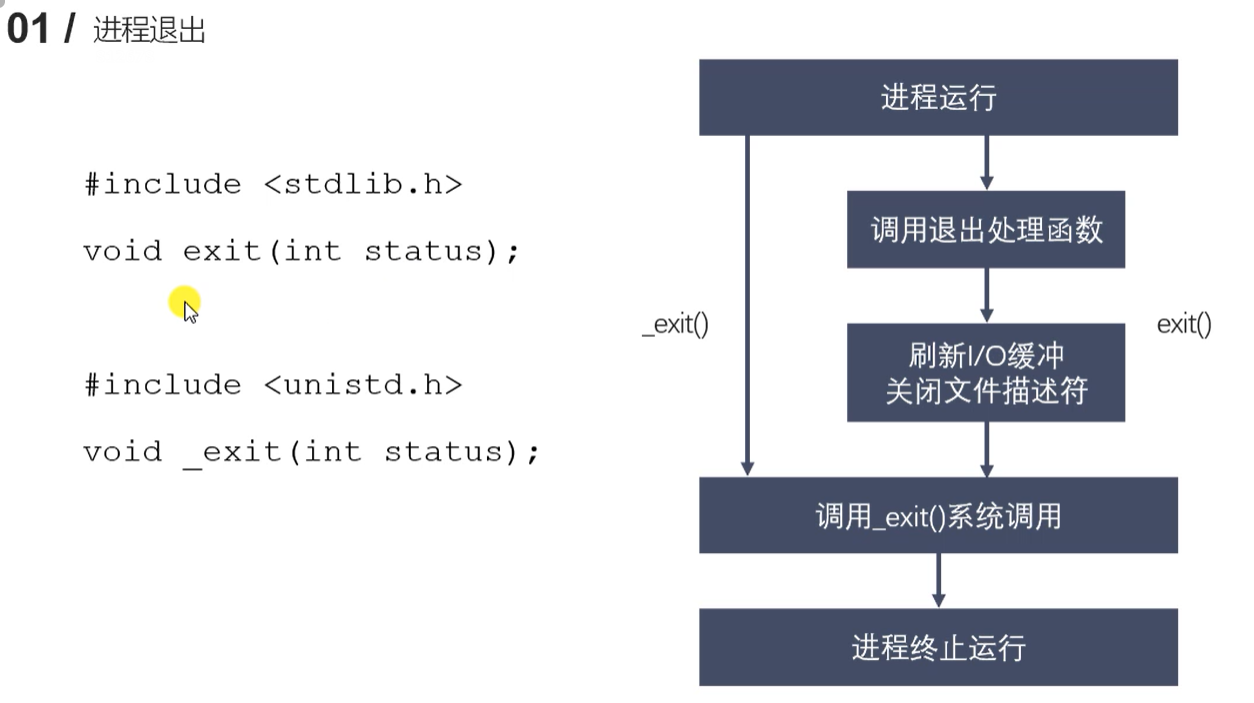 01 / 进程退出
#include <stdlib.h>
void exit(int status);
#include <unistd.h>
void _exit(int status);
进程运行
调用退出处理函数
_exit()
exit()
刷新I/O缓冲
关闭文件描述符
调用_exit()系统调用
进程终止运行